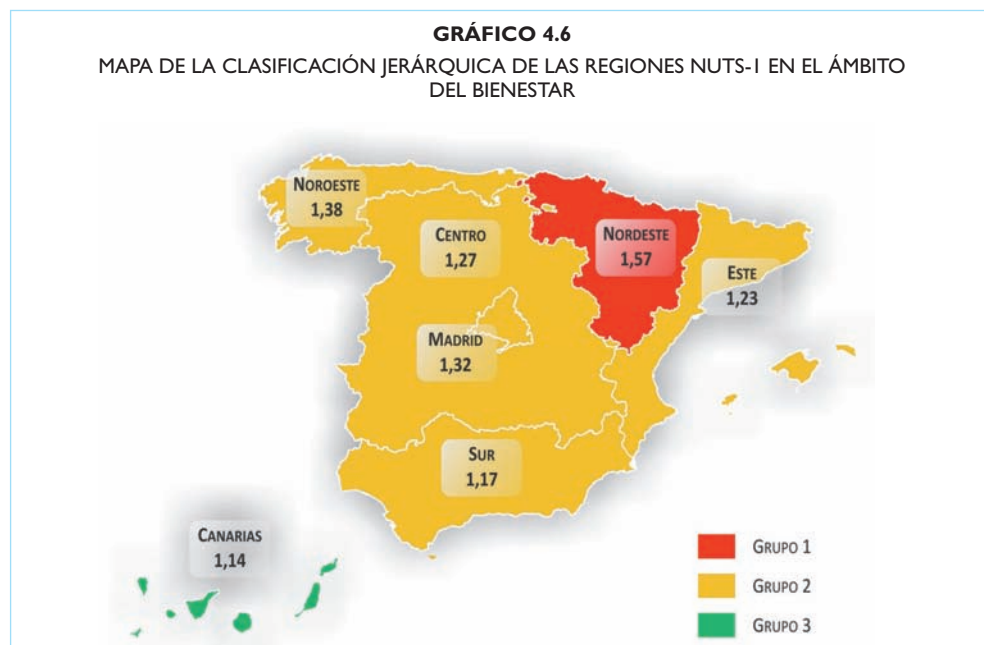 GRÁFICO 4.6
MAPA DE LA CLASIFICACIÓN JERÁRQUICA DE LAS REGIONES NUTS-1 EN EL ÁMBITO
DEL BIENESTAR
NOROESTE
1,38
CENTRO
1,27
NORDESTE
1,57
ESTE
1,23
MADRID
1,32
SUR
1,17
CANARIAS
1,14
GRUPO 1
GRUPO 2
GRUPO 3